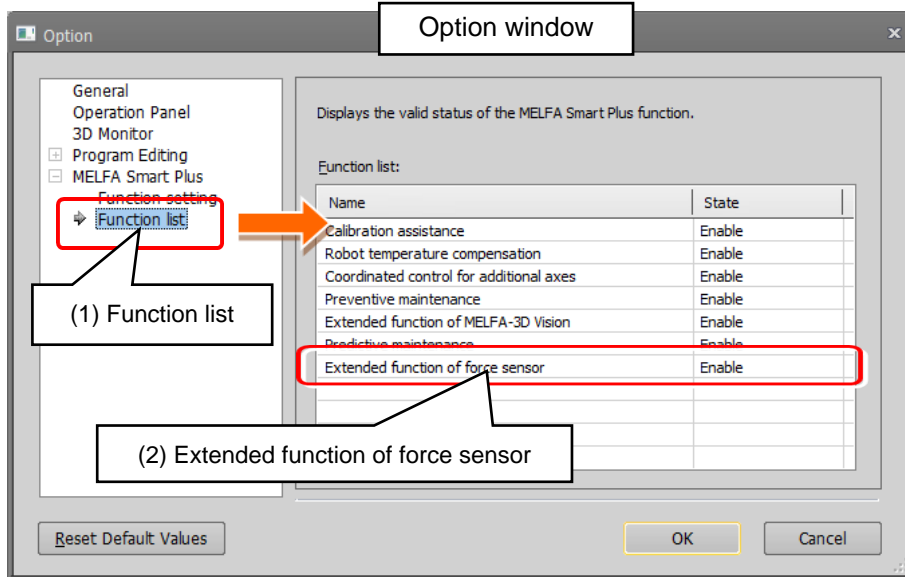 Option window
Option
General
Operation Panel
3D Monitor
Program Editing
MELFA Smart Plus
Function setting
Function list
(1) Function list
Displays the valid status of the MELFA Smart Plus function.
Function list:
Name State
Calibration assistance Enable
Robot temperature compensation Enable
Coordinated control for additional axes Enable
Preventive maintenance Enable
Extended function of MELFA-3D Vision Enable
Predictive maintenance Enable
Extended function of force sensor Enable
(2) Extended function of force sensor
Reset Default Values OK Cancel